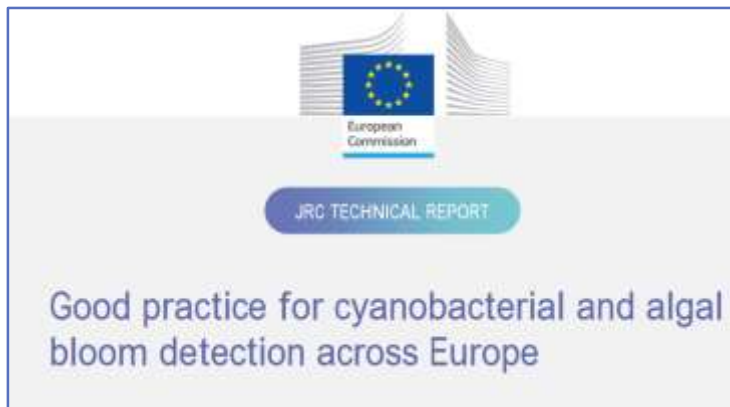 European
Commission
JRC TECHNICAL REPORT
Good practice for cyanobacterial and algal
bloom detection across Europe